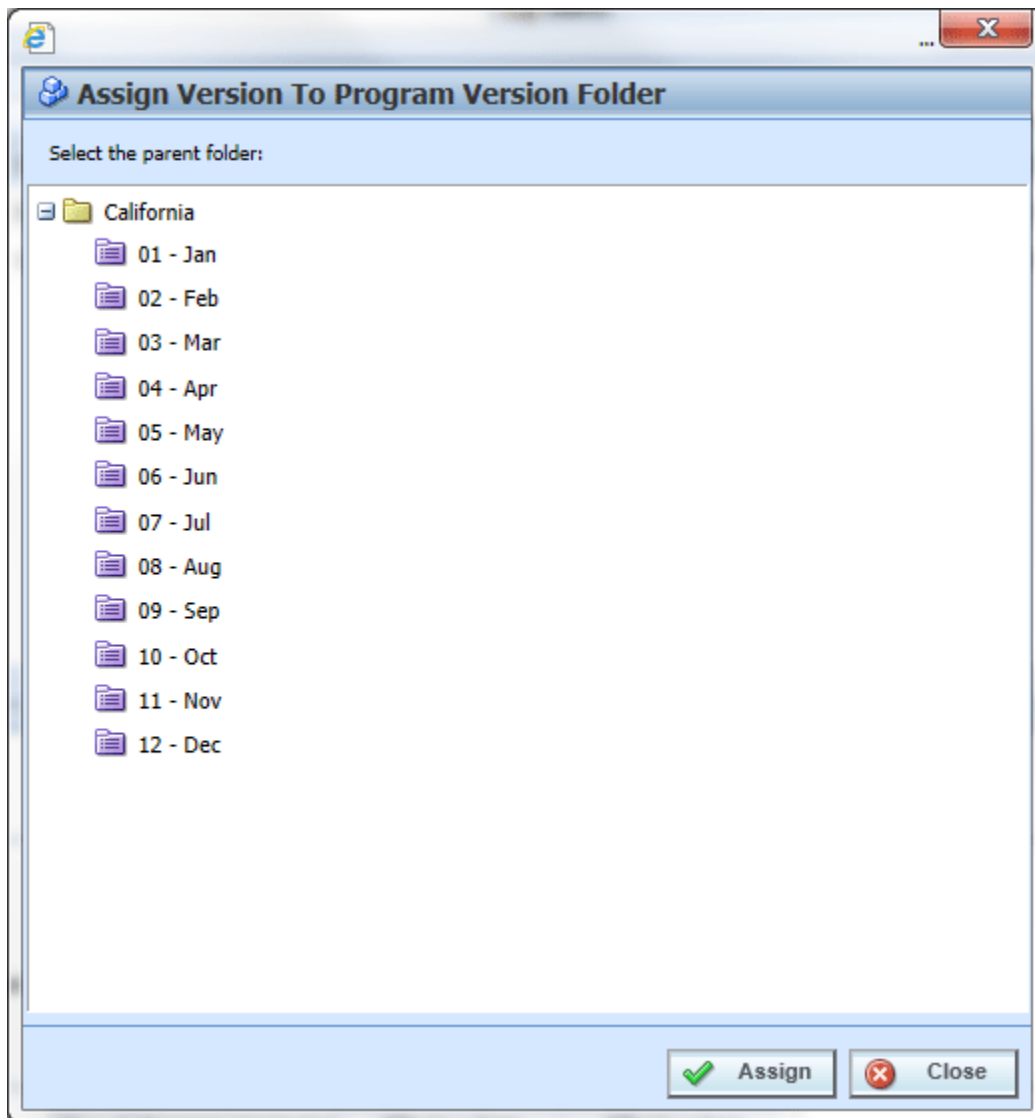 ...
Assign Version To Program Version Folder
Select the parent folder:
California
01 - Jan
02 - Feb
03 - Mar
04 - Apr
05 - May
06 - Jun
07 - Jul
08 - Aug
09 - Sep
10 - Oct
11 - Nov
12 - Dec
Assign Close